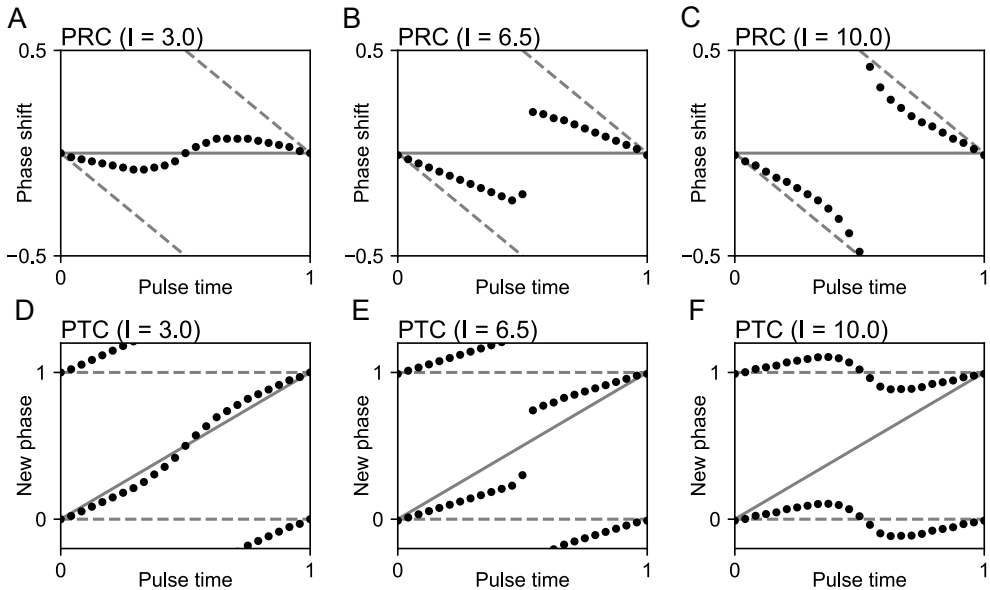 A
PRC (I = 3.0)
0.5
Phase shift
−0.5
0
1
Pulse time
B
PRC (I = 6.5)
0.5
Phase shift
−0.5
0
1
Pulse time
C
PRC (I = 10.0)
0.5
Phase shift
−0.5
0
1
Pulse time
D
PTC (I = 3.0)
1
New phase
0
0
1
Pulse time
E
PTC (I = 6.5)
1
New phase
0
0
1
Pulse time
F
PTC (I = 10.0)
1
New phase
0
0
1
Pulse time